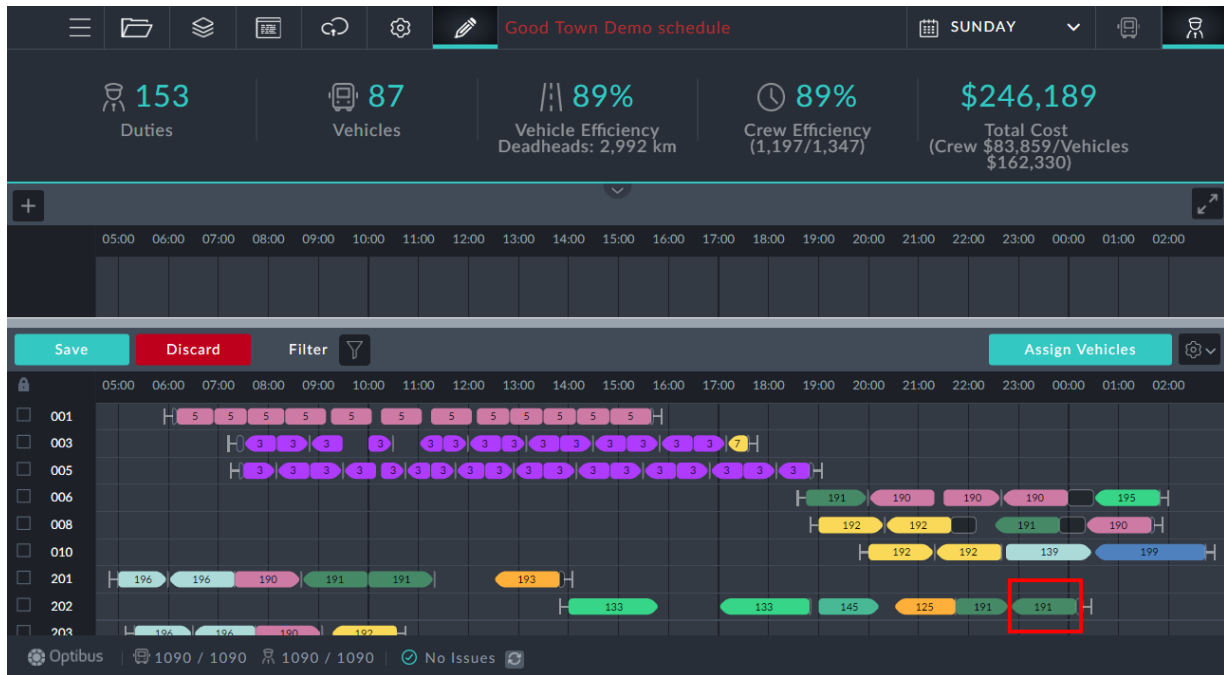 Good Town Demo schedule
SUNDAY
153
Duties
87
Vehicles
89%
Vehicle Efficiency
Deadheads: 2,992 km
89%
Crew Efficiency
(1,197/1,347)
$246,189
Total Cost
(Crew $83,859/Vehicles
$162,330)
+
05:00 06:00 07:00 08:00 09:00 10:00 11:00 12:00 13:00 14:00 15:00 16:00 17:00 18:00 19:00 20:00 21:00 22:00 23:00 00:00 01:00 02:00
Save Discard Filter Assign Vehicles
05:00 06:00 07:00 08:00 09:00 10:00 11:00 12:00 13:00 14:00 15:00 16:00 17:00 18:00 19:00 20:00 21:00 22:00 23:00 00:00 01:00 02:00
001 5 5 5 5 5 5 5 5 5 5 5 5
003 3 3 3 3 3 3 3 3 3 3 3 3 3 7
005 3 3 3 3 3 3 3 3 3 3 3 3 3 3 3
006 191 190 190 190 195
008 192 192 191 190
010 192 192 139 199
201 196 196 190 191 191 193
202 133 133 145 125 191 191
203 196 196 190 192
Optibus 1090 / 1090 1090 / 1090 No Issues